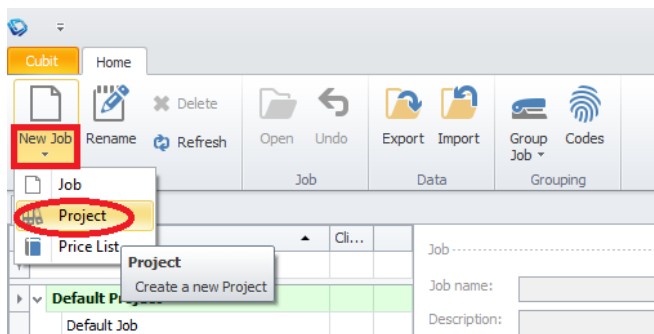 Cubit Home
New Job Rename Delete Refresh Open Undo Export Import Group Job Codes
Job Data Grouping
Job
Project
Price List
Project
Create a new Project
Cli...
Job
Job name:
Default
Description:
Default Job